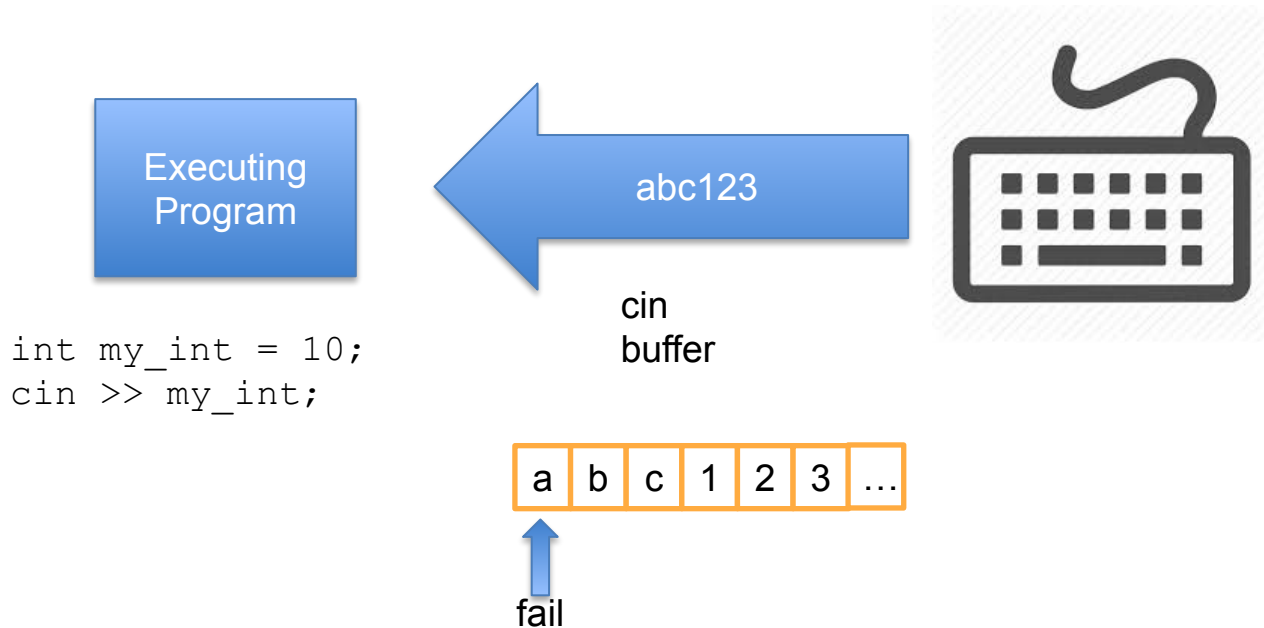 Executing
Program
abc123
cin
buffer
int my_int = 10;
cin >> my_int;
a b c 1 2 3 ...
fail